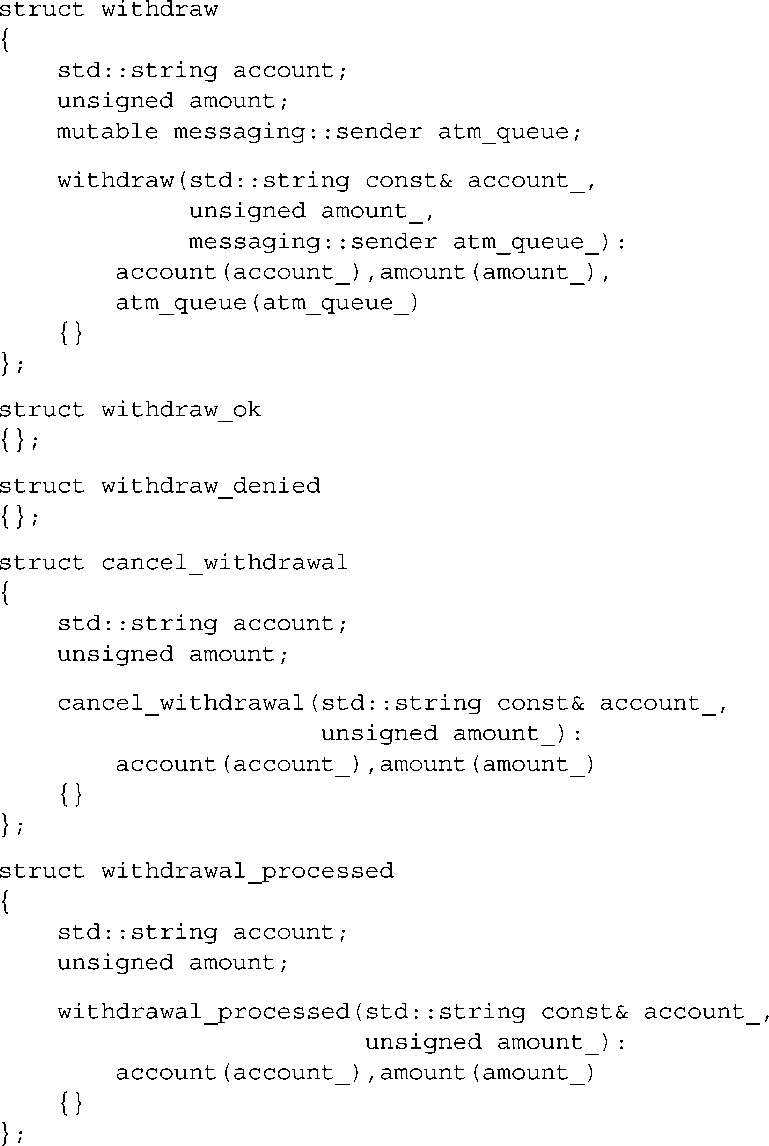 struct withdraw
{
    std::string account;
    unsigned amount;
    mutable messaging::sender atm_queue;
    withdraw(std::string const& account_,
             unsigned amount_,
             messaging::sender atm_queue_):
        account(account_),amount(amount_),
        atm_queue(atm_queue_)
    {}
};
struct withdraw_ok
{};
struct withdraw_denied
{};
struct cancel_withdrawal
{
    std::string account;
    unsigned amount;
    cancel_withdrawal(std::string const& account_,
                      unsigned amount_):
        account(account_),amount(amount_)
    {}
};
struct withdrawal_processed
{
    std::string account;
    unsigned amount;
    withdrawal_processed(std::string const& account_,
                         unsigned amount_):
        account(account_),amount(amount_)
    {}
};